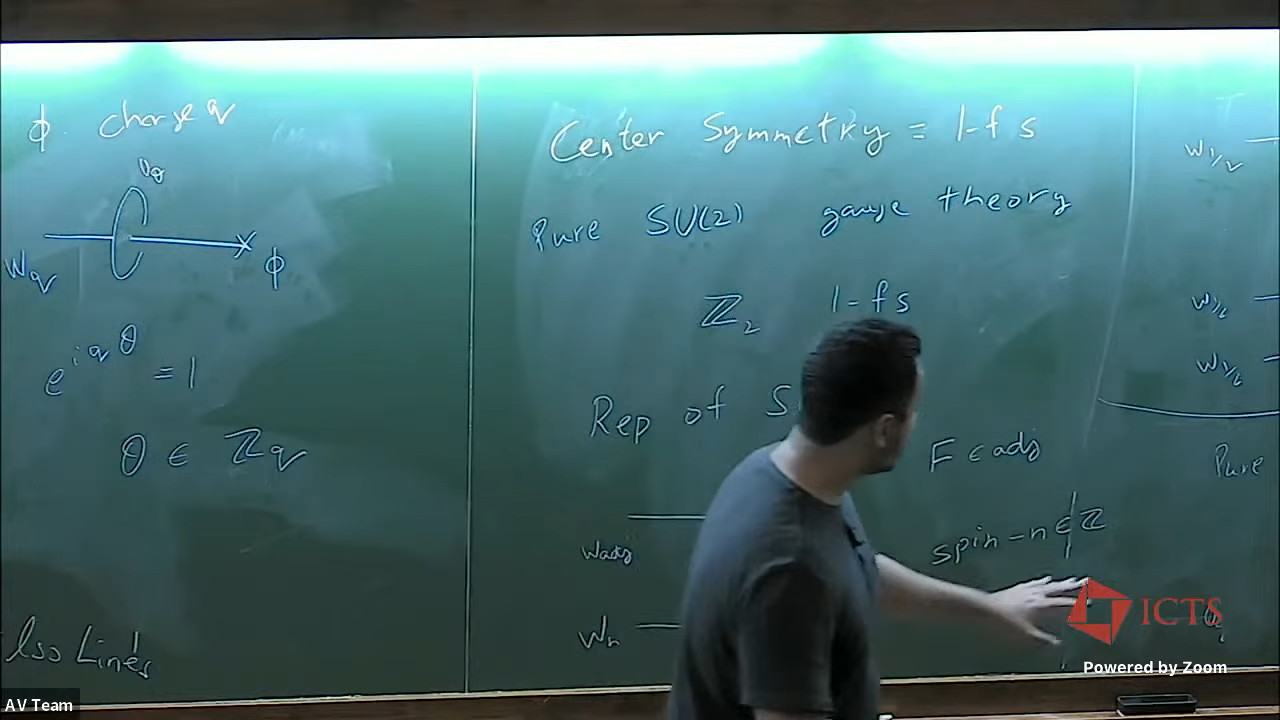 ϕ. charge q
U_θ
W_q
ϕ
e^{iqθ} = 1
θ ∈ ℤ_q
lso Lines
Center Symmetry ≡ 1-f s
Pure SU(2) gauge theory
ℤ_2 1-f s
Rep of S
F ∈ adj
W_adj
spin-n ∉ ℤ
W_n
W_{1/2}
W_{1/2}
W_{1/2}
Pure
ICTS
Powered by Zoom
AV Team